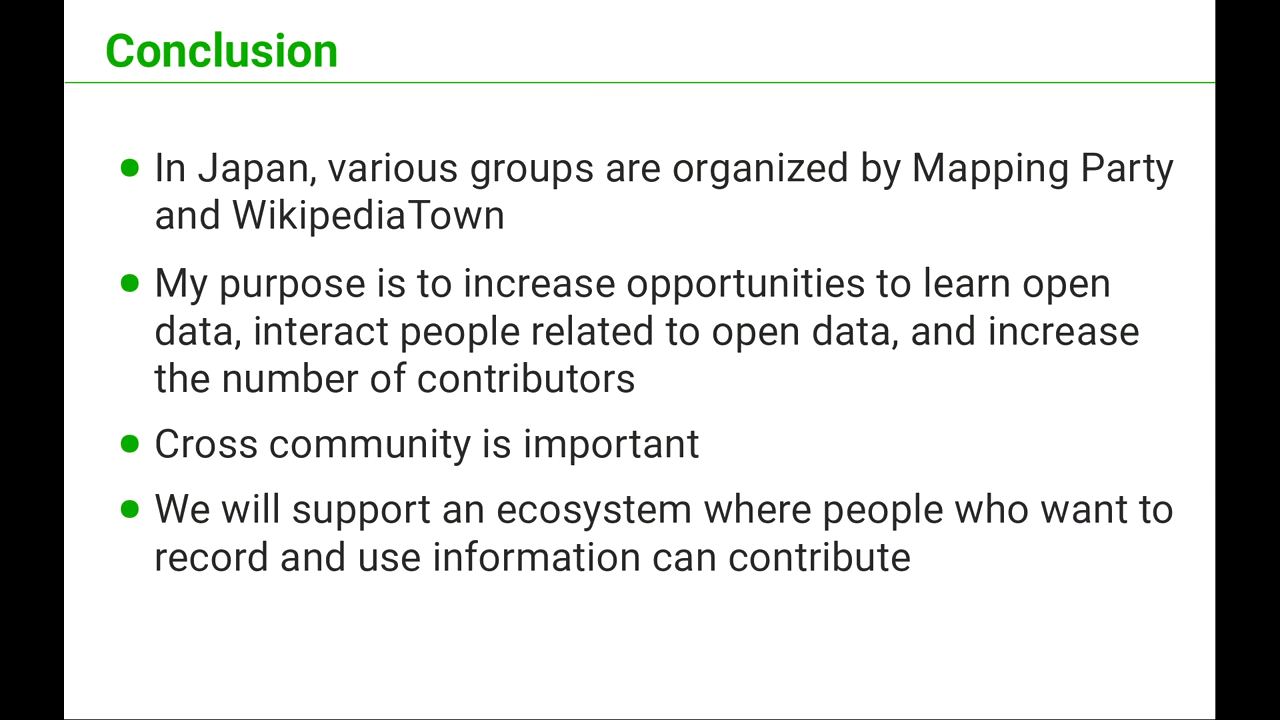 Conclusion
In Japan, various groups are organized by Mapping Party
and WikipediaTown
My purpose is to increase opportunities to learn open
data, interact people related to open data, and increase
the number of contributors
Cross community is important
We will support an ecosystem where people who want to
record and use information can contribute